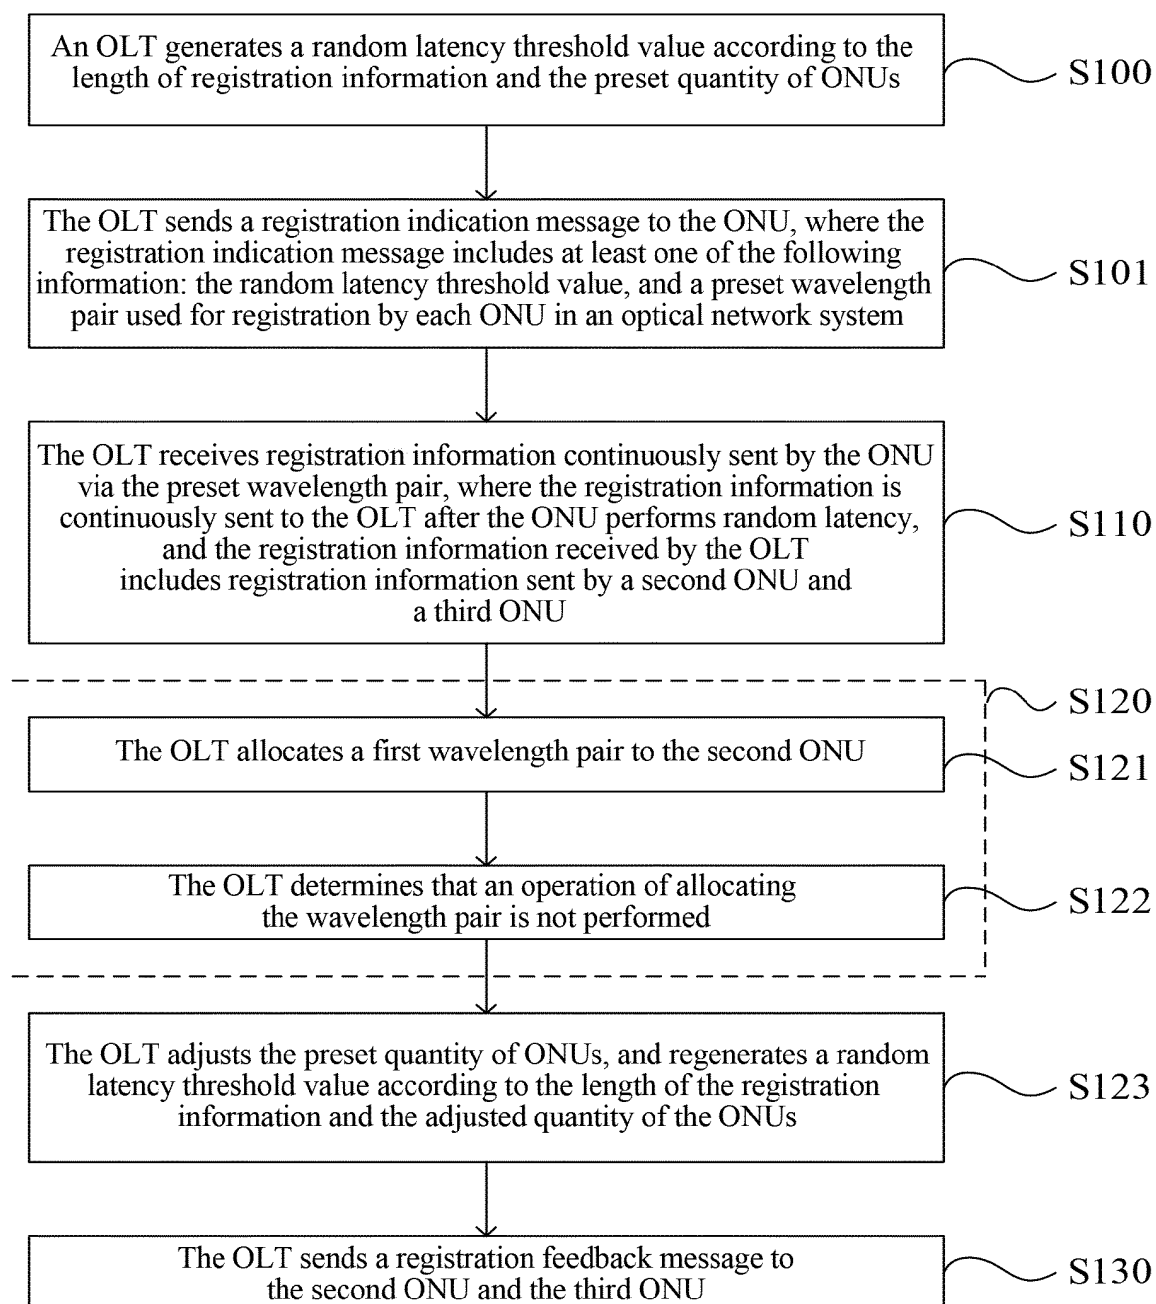 An OLT generates a random latency threshold value according to the
length of registration information and the preset quantity of ONUs
S100
The OLT sends a registration indication message to the ONU, where the
registration indication message includes at least one of the following
information: the random latency threshold value, and a preset wavelength
pair used for registration by each ONU in an optical network system
S101
The OLT receives registration information continuously sent by the ONU
via the preset wavelength pair, where the registration information is
continuously sent to the OLT after the ONU performs random latency,
and the registration information received by the OLT
includes registration information sent by a second ONU and
a third ONU
S110
S120
The OLT allocates a first wavelength pair to the second ONU
S121
The OLT determines that an operation of allocating
the wavelength pair is not performed
S122
The OLT adjusts the preset quantity of ONUs, and regenerates a random
latency threshold value according to the length of the registration
information and the adjusted quantity of the ONUs
S123
The OLT sends a registration feedback message to
the second ONU and the third ONU
S130